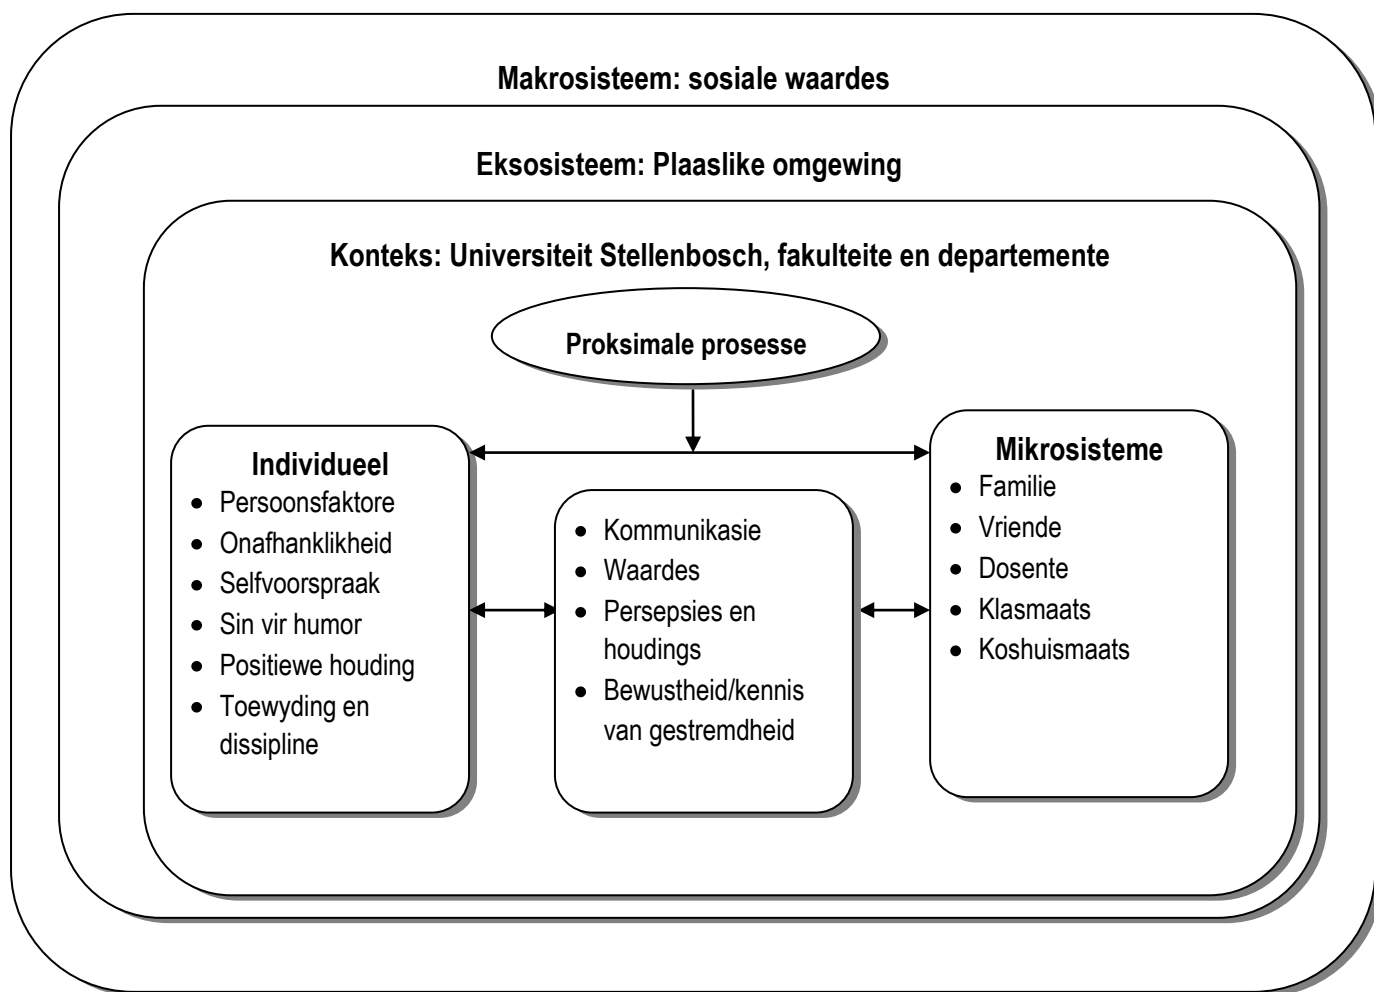 Makrosisteem: sosiale waardes
Eksosisteem: Plaaslike omgewing
Konteks: Universiteit Stellenbosch, fakulteite en departemente
Proksimale prosesse
Individueel
• Persoonsfaktore
• Onafhanklikheid
• Selfvoorspraak
• Sin vir humor
• Positiewe houding
• Toewyding en
dissipline
• Kommunikasie
• Waardes
• Persepsies en
houdings
• Bewustheid/kennis
van gestremdheid
Mikrosisteme
• Familie
• Vriende
• Dosente
• Klasmaats
• Koshuismaats